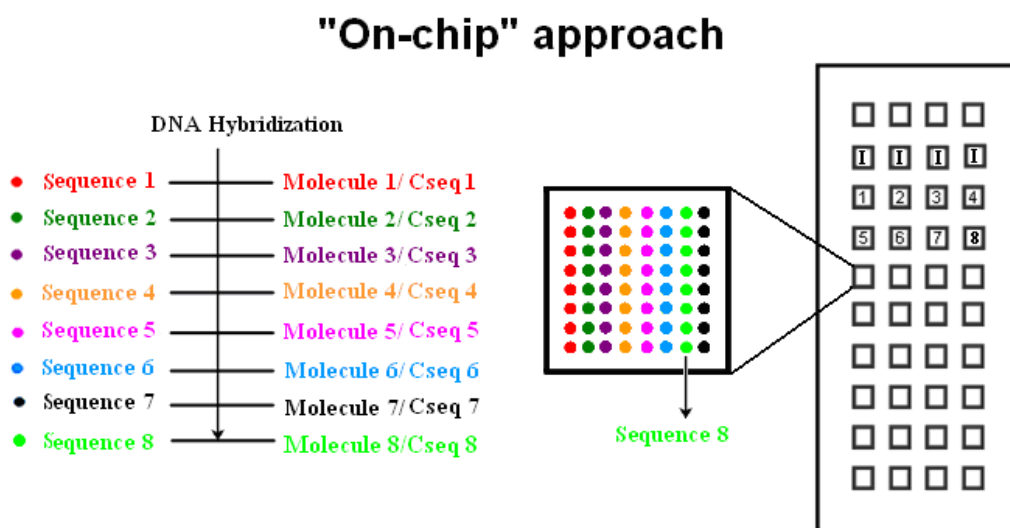 "On-chip" approach
DNA Hybridization
Sequence 1 Molecule 1/ Cseq 1
Sequence 2 Molecule 2/ Cseq 2
Sequence 3 Molecule 3/ Cseq 3
Sequence 4 Molecule 4/ Cseq 4
Sequence 5 Molecule 5/ Cseq 5
Sequence 6 Molecule 6/ Cseq 6
Sequence 7 Molecule 7/ Cseq 7
Sequence 8 Molecule 8/Cseq 8
Sequence 8
I I I I
1 2 3 4
5 6 7 8